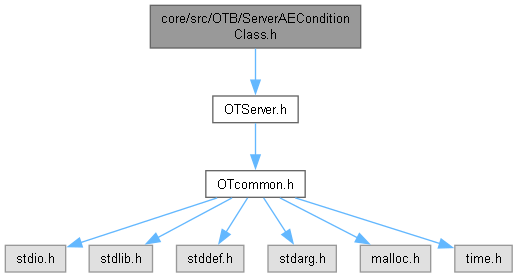 core/src/OTB/ServerAECondition
Class.h
OTServer.h
OTcommon.h
stdio.h
stdlib.h
stddef.h
stdarg.h
malloc.h
time.h